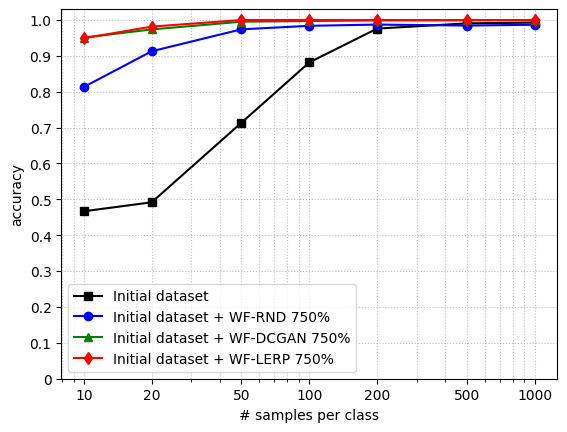 1.0
0.9
0.8
0.7
0.6
0.5
0.4
0.3
0.2
0.1
0
accuracy
Initial dataset
Initial dataset + WF-RND 750%
Initial dataset + WF-DCGAN 750%
Initial dataset + WF-LERP 750%
10 20 50 100 200 500 1000
# samples per class